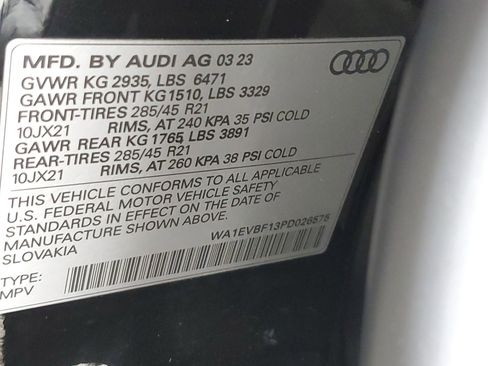 MFD. BY AUDI AG 03 23
GVWR KG 2935, LBS 6471
GAWR FRONT KG1510, LBS 3329
FRONT-TIRES 285/45 R21
10JX21 RIMS, AT 240 KPA 35 PSI COLD
GAWR REAR KG 1765, LBS 3891
REAR-TIRES 285/45 R21
10JX21 RIMS, AT 260 KPA 38 PSI COLD
THIS VEHICLE CONFORMS TO ALL APPLICABLE
U.S. FEDERAL MOTOR VEHICLE SAFETY
STANDARDS IN EFFECT ON THE DATE OF
MANUFACTURE SHOWN ABOVE.
SLOVAKIA
WA1EVBF13PD026575
TYPE:
MPV